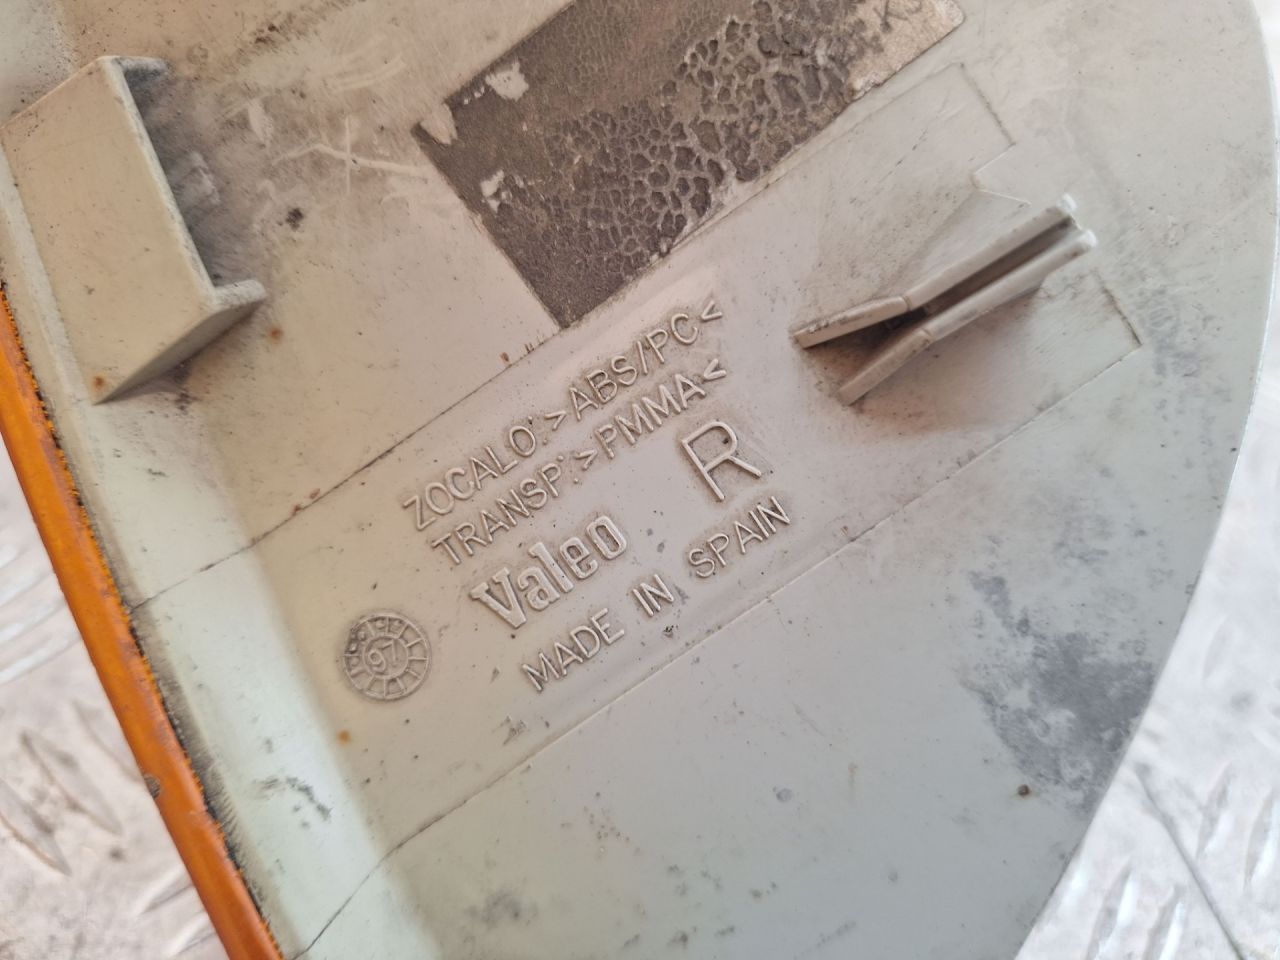 ZOCALO:>ABS/PC<
TRANSP:>PMMA<
Valeo R
MADE IN SPAIN
97